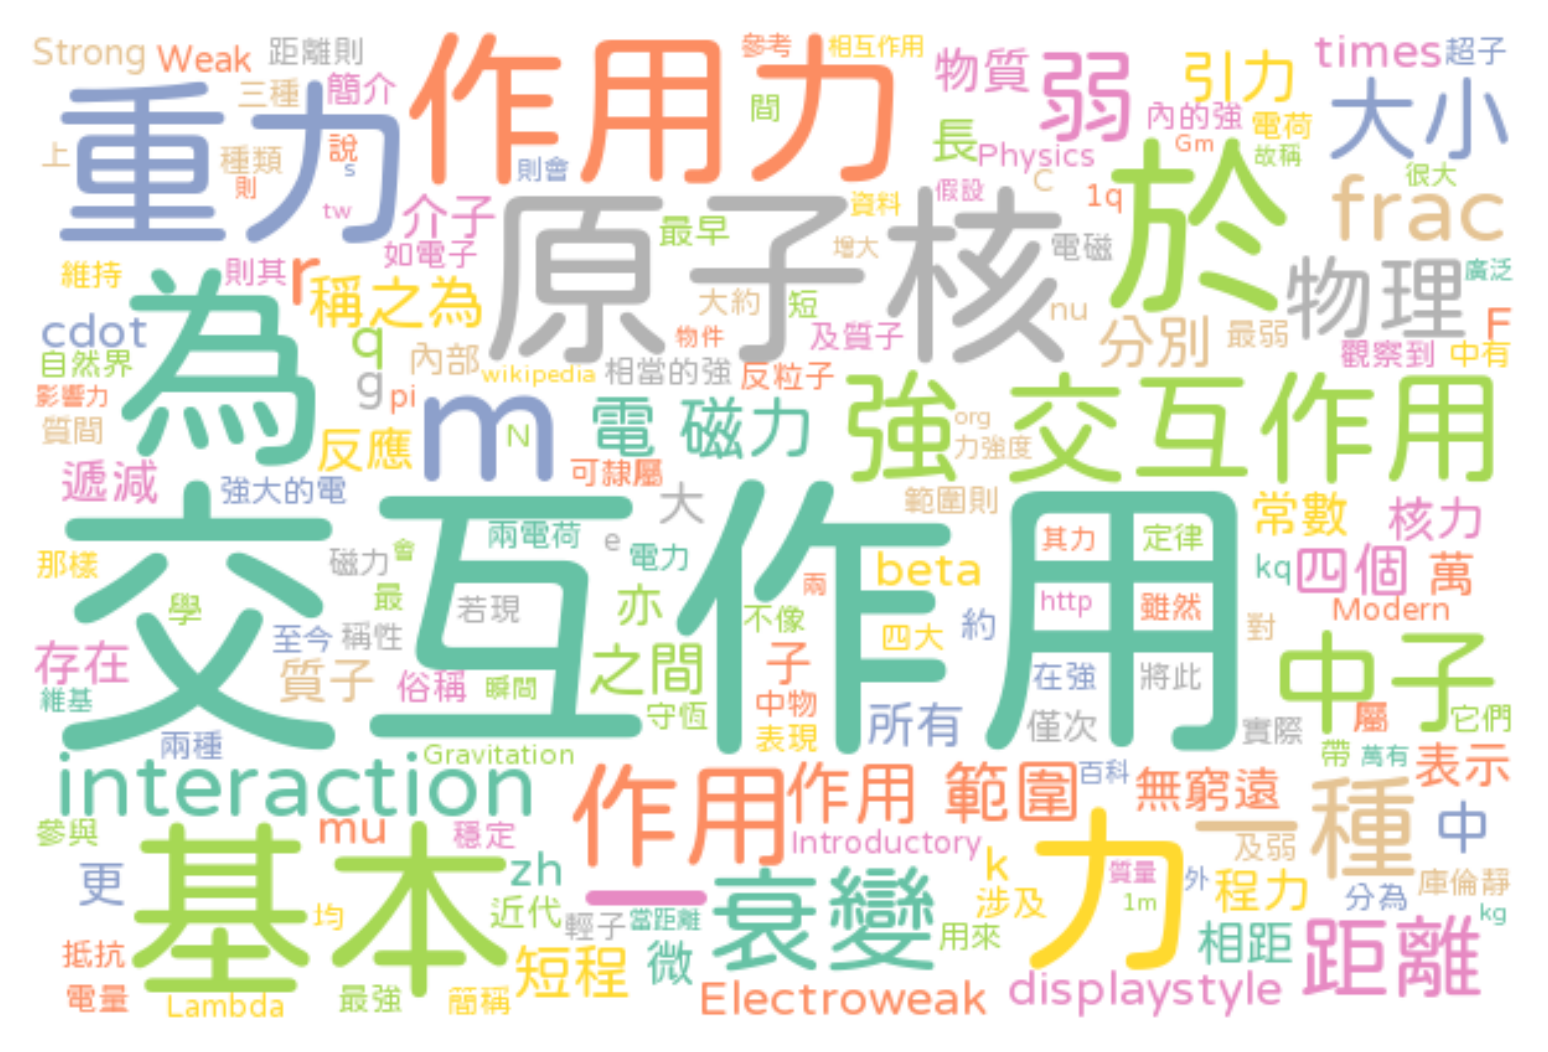 Strong Weak 距離則 作用力 參考 相互作用 物質 弱 引力 times 超子
重力 三種 簡介 間 長 內的強 電荷 大小
上 種類 說 s 則會 Physics Gm 故稱 很大
則 tw 介子 原子核 最早 資料 假設 C 1q 於 frac
維持 則其 r 如電子 稱之為 增大 電磁 物理 廣泛
為 大約 短 nu F
cdot q 內部 物件 及質子 分別 最弱 觀察到 中有
自然界 g wikipedia 相當的強 反粒子
影響力 pi m N 電 磁力 強 交互作用 org
質間 反應 可隸屬 力強度
遞減 強大的電 大 範圍則 常數 核力
交互作用 兩電荷 e 其力 定律
那樣 磁力 會 電力 beta kq 四個 萬
學 最 若現 亦 不像 兩 四大 約 http 雖然 對 Modern
存在 至今 稱性 之間 子 中子
維基 質子 俗稱 瞬間 守恆 中物 所有 在強 將此 屬 它們
兩種 Gravitation 表現 僅次 實際 帶 萬有 表示
interaction 作用 作用 範圍 百科 無窮遠 種
參與 mu 穩定 Introductory 力 一 及弱 中
更 基本 zh 一 衰變 k 質量 外 程力 分為 庫倫靜
均 近代 輕子 當距離 涉及 1m kg
抵抗 短程 微 用來 相距 距離
電量 Lambda 最強 簡稱 Electroweak displaystyle